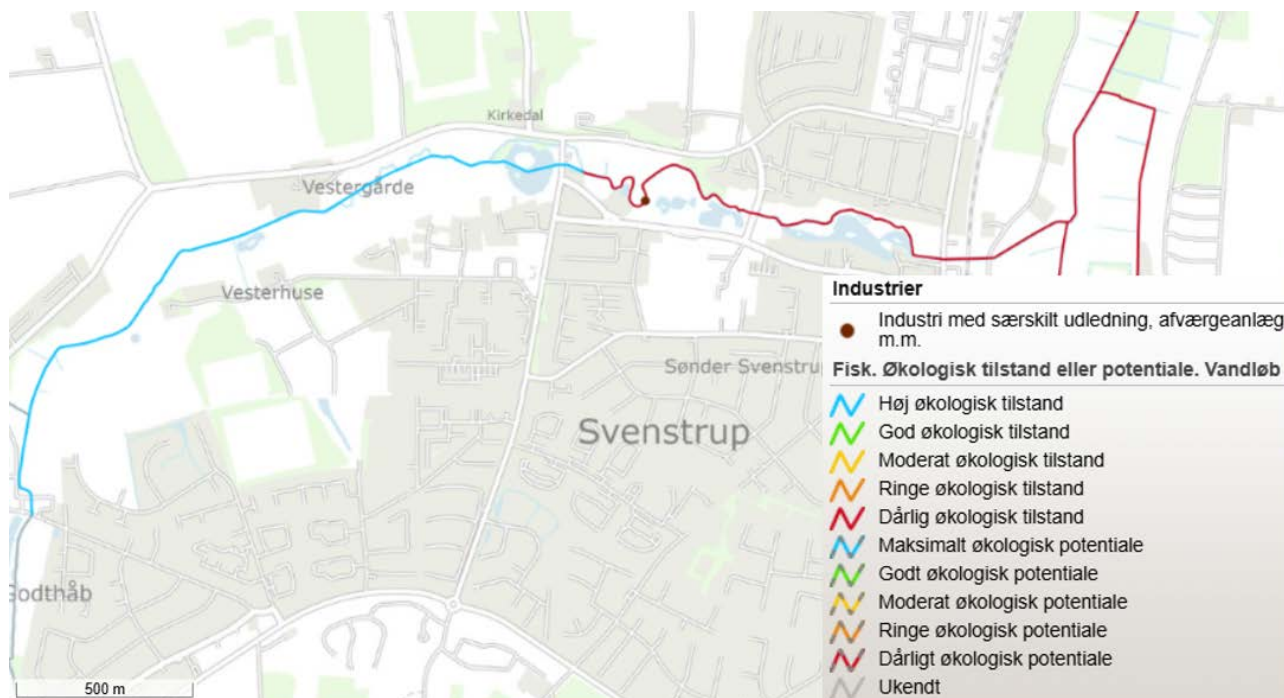 Kirkedal
Vestergårde
Vesterhuse
Sønder Svenstru
Svenstrup
odthåb
500 m
Industrier
Industri med særskilt udledning, afværgeanlæg
m.m.
Fisk. Økologisk tilstand eller potentiale. Vandløb
Høj økologisk tilstand
God økologisk tilstand
Moderat økologisk tilstand
Ringe økologisk tilstand
Dårlig økologisk tilstand
Maksimalt økologisk potentiale
Godt økologisk potentiale
Moderat økologisk potentiale
Ringe økologisk potentiale
Dårligt økologisk potentiale
Ukendt